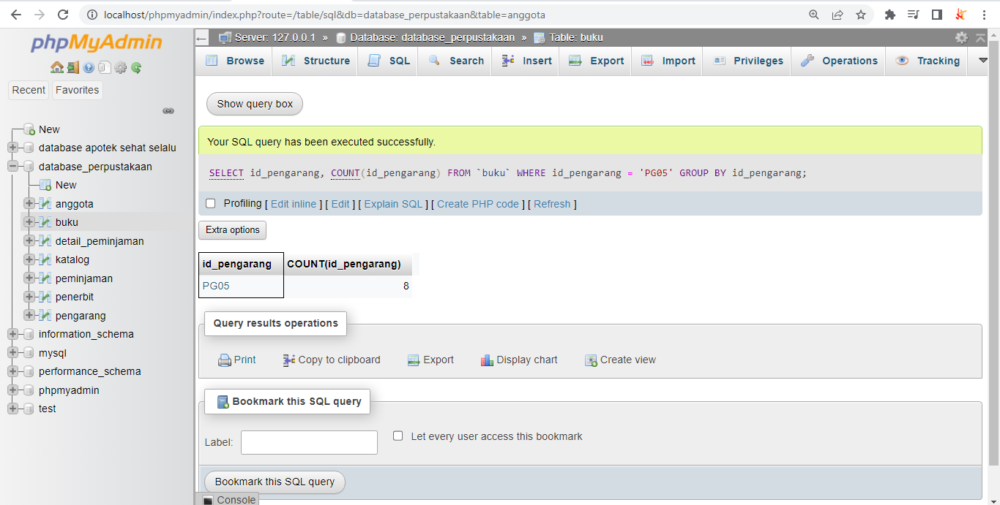 localhost/phpmyadmin/index.php?route=/table/sql&db=database_perpustakaan&table=anggota
phpMyAdmin
Recent Favorites
New
database apotek sehat selalu
database_perpustakaan
New
anggota
buku
detail_peminjaman
katalog
peminjaman
penerbit
pengarang
information_schema
mysql
performance_schema
phpmyadmin
test
Server: 127.0.0.1 » Database: database_perpustakaan » Table: buku
Browse Structure SQL Search Insert Export Import Privileges Operations Tracking
Show query box
Your SQL query has been executed successfully.
SELECT id_pengarang, COUNT(id_pengarang) FROM `buku` WHERE id_pengarang = 'PG05' GROUP BY id_pengarang;
Profiling [ Edit inline ] [ Edit ] [ Explain SQL ] [ Create PHP code ] [ Refresh ]
Extra options
id_pengarang COUNT(id_pengarang)
PG05 8
Query results operations
Print Copy to clipboard Export Display chart Create view
Bookmark this SQL query
Label: Let every user access this bookmark
Bookmark this SQL query
Console